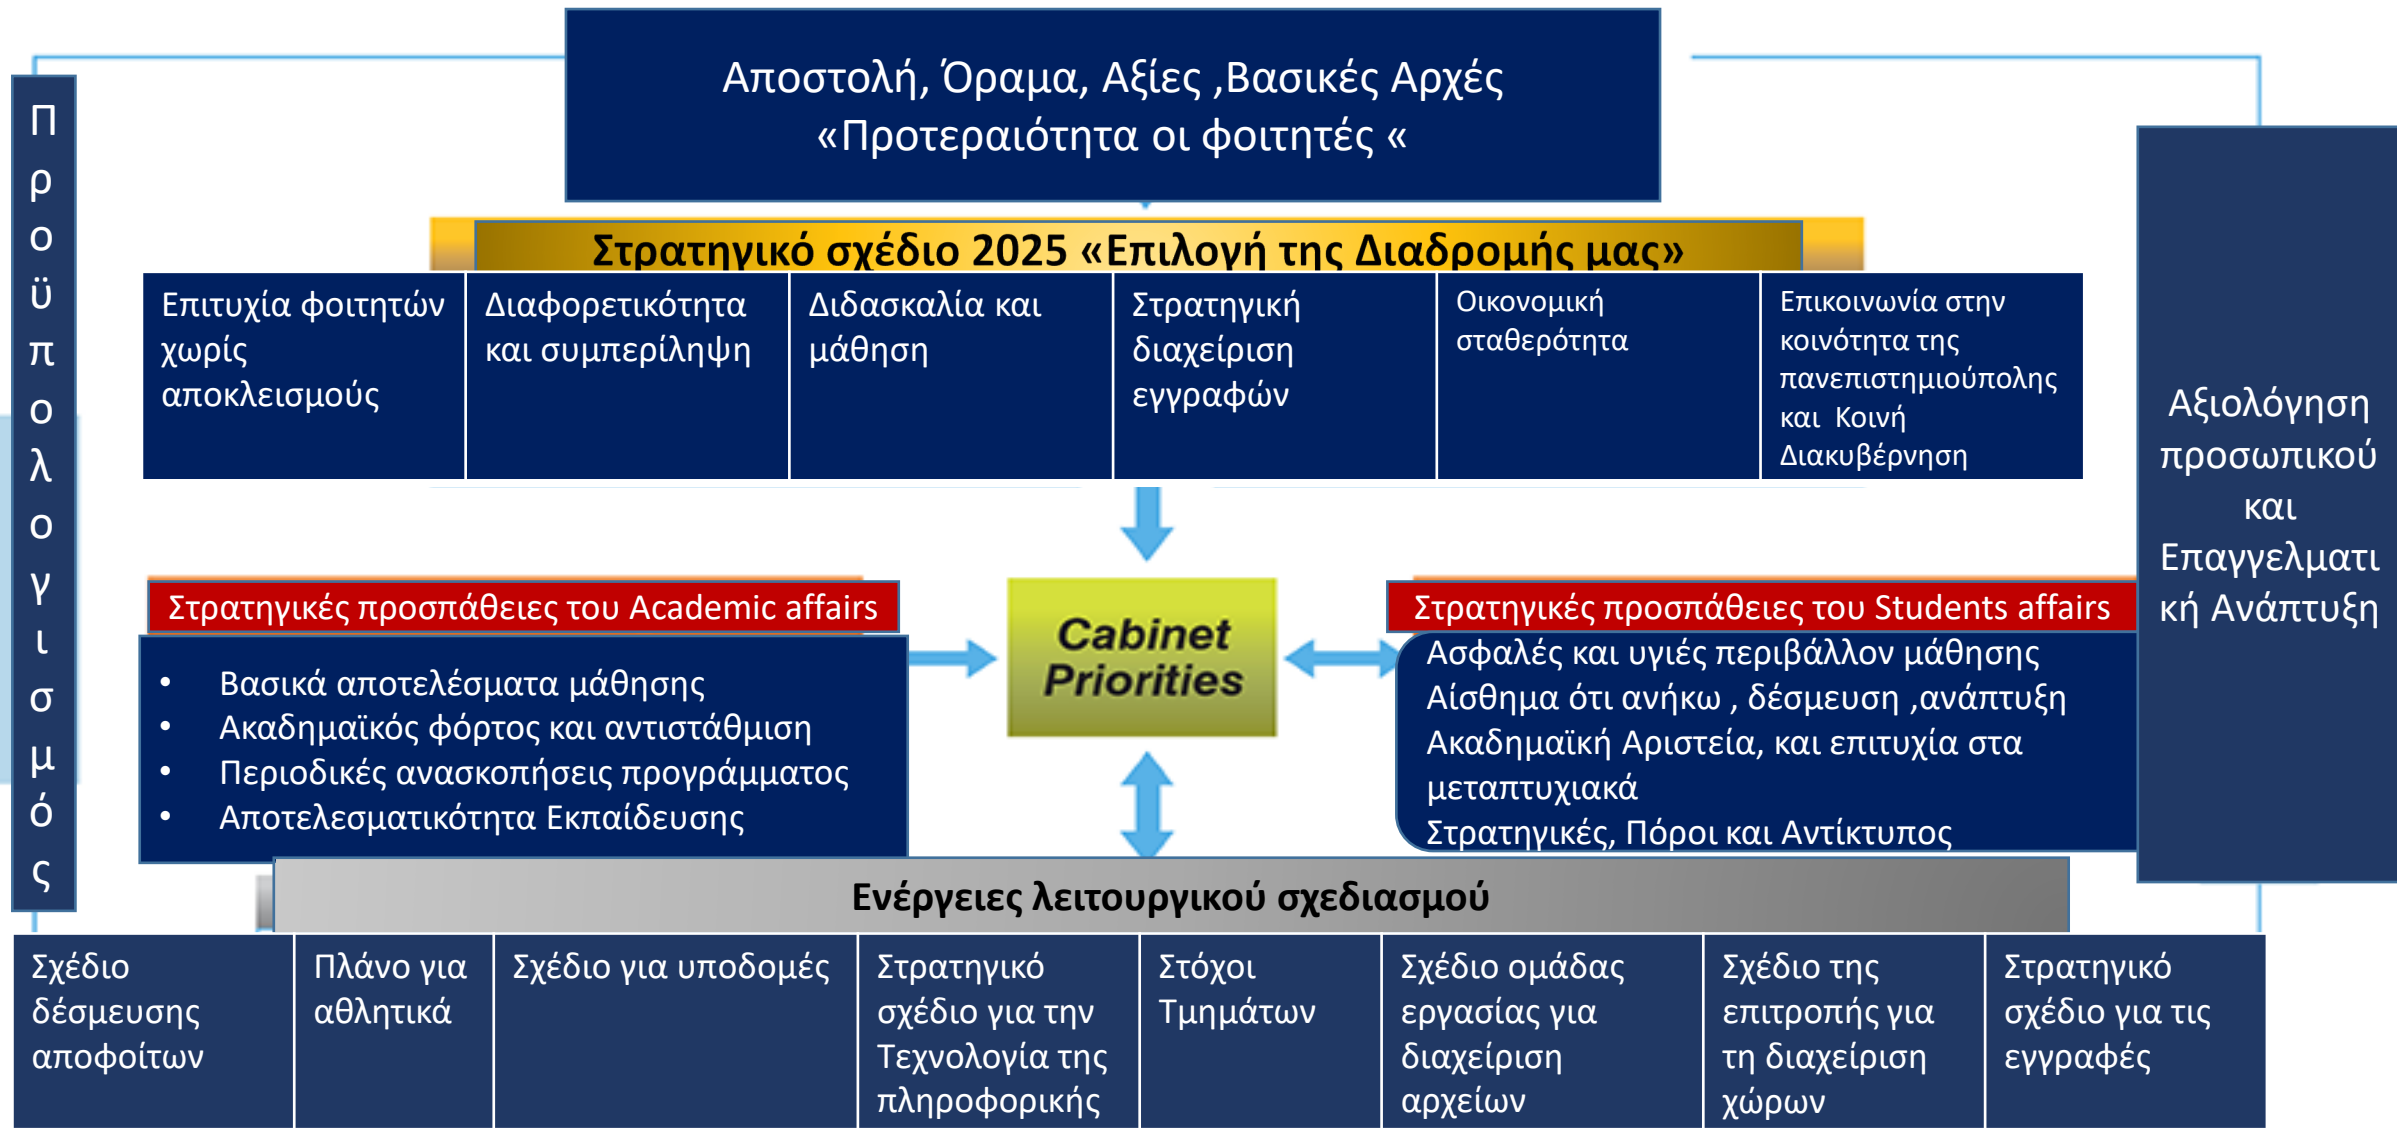 Αποστολή, Όραμα, Αξίες ,Βασικές Αρχές
«Προτεραιότητα οι φοιτητές «
Προϋπολογισμός
Στρατηγικό σχέδιο 2025 «Επιλογή της Διαδρομής μας»
Επιτυχία φοιτητών
χωρίς
αποκλεισμούς
Διαφορετικότητα
και συμπερίληψη
Διδασκαλία και
μάθηση
Στρατηγική
διαχείριση
εγγραφών
Οικονομική
σταθερότητα
Επικοινωνία στην
κοινότητα της
πανεπιστημιούπολης
και  Κοινή
Διακυβέρνηση
Αξιολόγηση
προσωπικού
και
Επαγγελματι
κή Ανάπτυξη
Στρατηγικές προσπάθειες του Academic affairs
• Βασικά αποτελέσματα μάθησης
• Ακαδημαϊκός φόρτος και αντιστάθμιση
• Περιοδικές ανασκοπήσεις προγράμματος
• Αποτελεσματικότητα Εκπαίδευσης
Cabinet
Priorities
Στρατηγικές προσπάθειες του Students affairs
Ασφαλές και υγιές περιβάλλον μάθησης
Αίσθημα ότι ανήκω , δέσμευση ,ανάπτυξη
Ακαδημαϊκή Αριστεία, και επιτυχία στα
μεταπτυχιακά
Στρατηγικές, Πόροι και Αντίκτυπος
Ενέργειες λειτουργικού σχεδιασμού
Σχέδιο
δέσμευσης
αποφοίτων
Πλάνο για
αθλητικά
Σχέδιο για υποδομές
Στρατηγικό
σχέδιο για την
Τεχνολογία της
πληροφορικής
Στόχοι
Τμημάτων
Σχέδιο ομάδας
εργασίας για
διαχείριση
αρχείων
Σχέδιο της
επιτροπής για
τη διαχείριση
χώρων
Στρατηγικό
σχέδιο για τις
εγγραφές